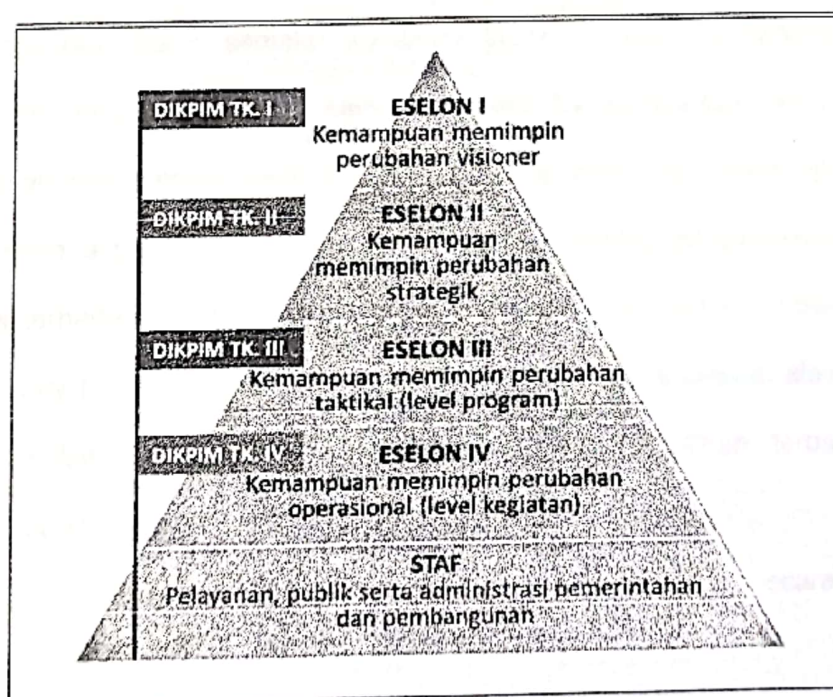 DIKPIM TK. I
ESELON I
Kemampuan memimpin
perubahan visioner
DIKPIM TK. II
ESELON II
Kemampuan
memimpin perubahan
strategik
DIKPIM TK. III
ESELON III
Kemampuan memimpin perubahan
taktikal (level program)
DIKPIM TK. IV
ESELON IV
Kemampuan memimpin perubahan
operasional (level kegiatan)
STAF
Pelayanan, publik serta administrasi pemerintahan
dan pembangunan